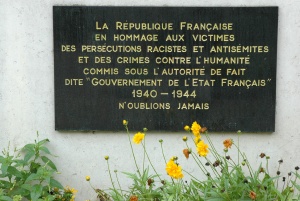 LA RÉPUBLIQUE FRANÇAISE
EN HOMMAGE AUX VICTIMES
DES PERSÉCUTIONS RACISTES ET ANTISÉMITES
ET DES CRIMES CONTRE L'HUMANITÉ
COMMIS SOUS L'AUTORITÉ DE FAIT
DITE "GOUVERNEMENT DE L'ÉTAT FRANÇAIS"
1940 - 1944
N'OUBLIONS JAMAIS